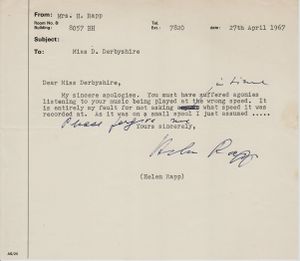 From: Mrs. H. Rapp
Room No. &
Building: 8057 BH Tel. Ext. 7820 date: 27th April 1967
Subject:
To: Miss D. Derbyshire
Dear Miss Derbyshire,
in time
My sincere apologies. You must have suffered agonies
listening to your music being played at the wrong speed. It
is entirely my fault for not asking what speed it was
recorded at. As it was on a small spool I just assumed .....
Please forgive me
Yours sincerely,
Helen Rapp
(Helen Rapp)